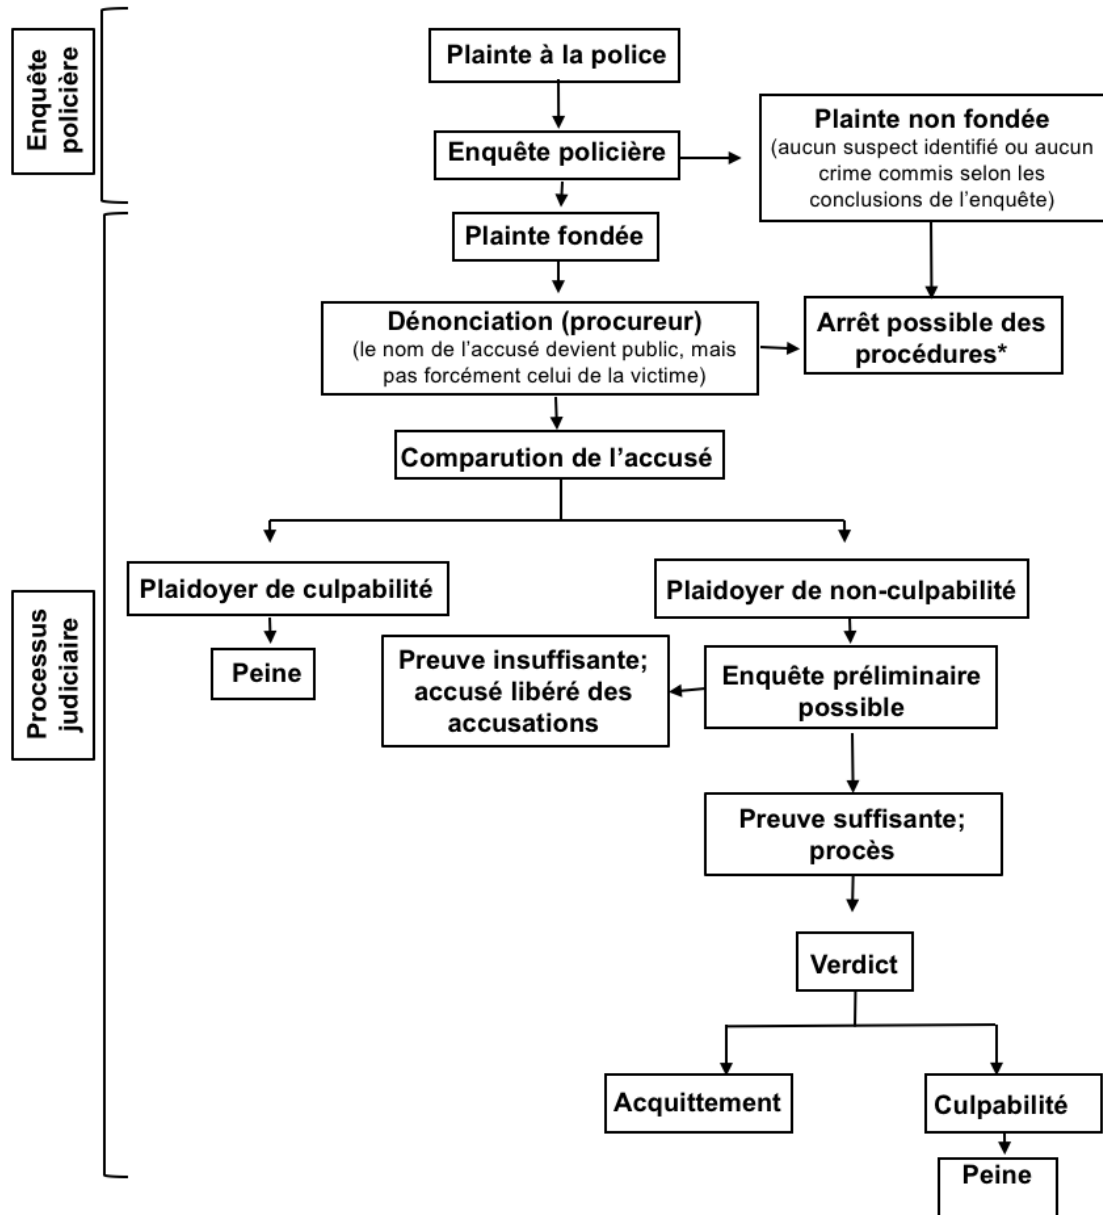 Enquête
policière
Plainte à la police
Enquête policière
Plainte non fondée
(aucun suspect identifié ou aucun
crime commis selon les
conclusions de l'enquête)
Plainte fondée
Dénonciation (procureur)
(le nom de l'accusé devient public, mais
pas forcément celui de la victime)
Arrêt possible des
procédures*
Comparution de l'accusé
Processus
judiciaire
Plaidoyer de culpabilité
Peine
Plaidoyer de non-culpabilité
Preuve insuffisante;
accusé libéré des
accusations
Enquête préliminaire
possible
Preuve suffisante;
procès
Verdict
Acquittement
Culpabilité
Peine